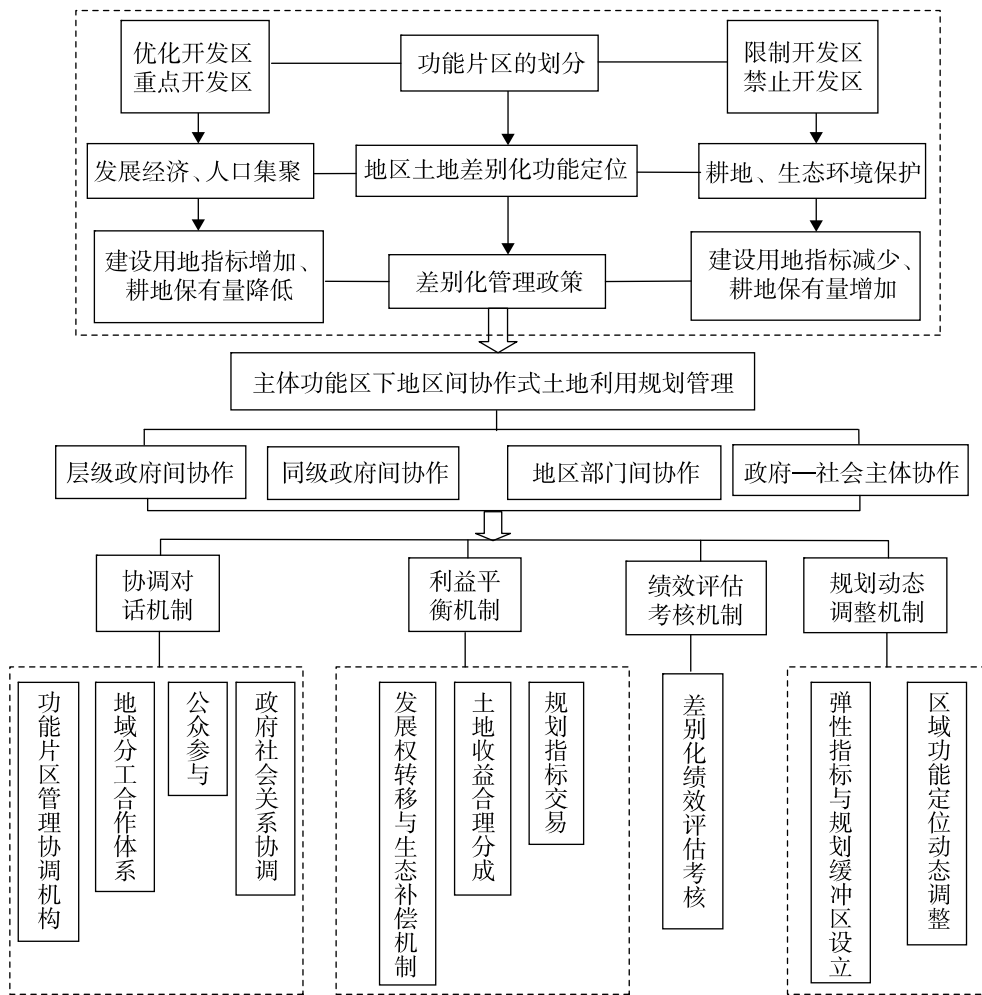 优化开发区
重点开发区
功能片区的划分
限制开发区
禁止开发区
发展经济、人口集聚
地区土地差别化功能定位
耕地、生态环境保护
建设用地指标增加、
耕地保有量降低
差别化管理政策
建设用地指标减少、
耕地保有量增加
主体功能区下地区间协作式土地利用规划管理
层级政府间协作
同级政府间协作
地区部门间协作
政府—社会主体协作
协调对
话机制
利益平
衡机制
绩效评估
考核机制
规划动态
调整机制
功能片区管理协调机构
地域分工合作体系
公众参与
政府社会关系协调
发展权转移与生态补偿机制
土地收益合理分成
规划指标交易
差别化绩效评估考核
弹性指标与规划缓冲区设立
区域功能定位动态调整